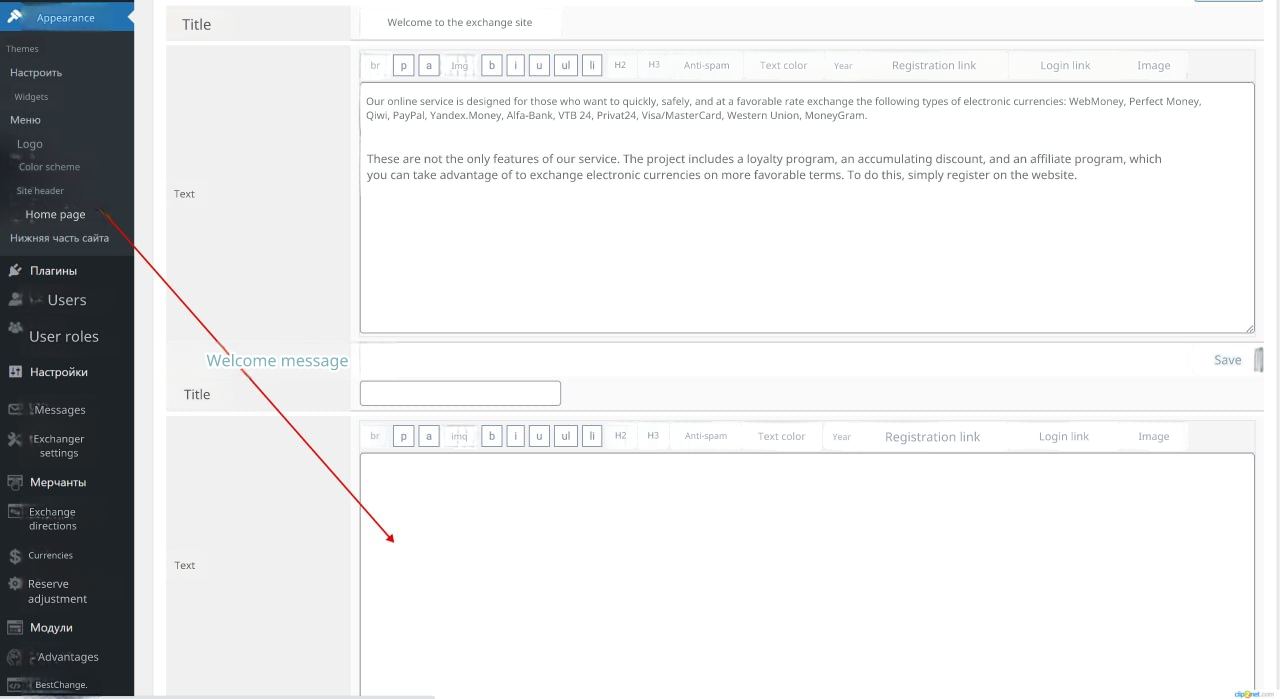 Appearance
Themes
Настроить
Widgets
Меню
Logo
Color scheme
Site header
Home page
Нижняя часть сайта
Плагины
Users
User roles
Настройки
Messages
Exchanger
settings
Мерчанты
Exchange
directions
Currencies
Reserve
adjustment
Модули
Advantages
BestChange.
Title
Welcome to the exchange site
Text
br p a Img b i u ul li H2 H3 Anti-spam Text color Year Registration link Login link Image
Our online service is designed for those who want to quickly, safely, and at a favorable rate exchange the following types of electronic currencies: WebMoney, Perfect Money,
Qiwi, PayPal, Yandex.Money, Alfa-Bank, VTB 24, Privat24, Visa/MasterCard, Western Union, MoneyGram.
These are not the only features of our service. The project includes a loyalty program, an accumulating discount, and an affiliate program, which
you can take advantage of to exchange electronic currencies on more favorable terms. To do this, simply register on the website.
Welcome message
Save
Title
Text
br p a img b i u ul li H2 H3 Anti-spam Text color Year Registration link Login link Image
clip2net.com